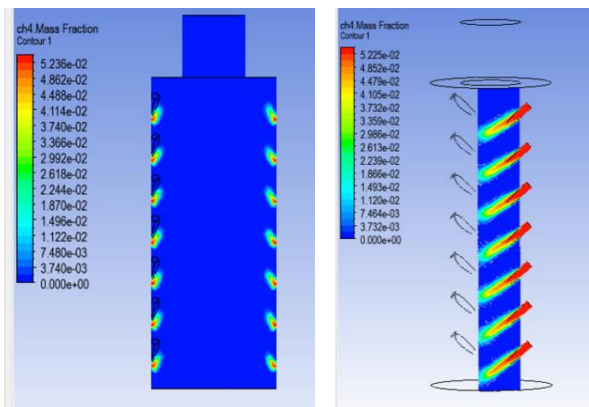 ch4.Mass Fraction
Contour 1
5.236e-02
4.862e-02
4.488e-02
4.114e-02
3.740e-02
3.366e-02
2.992e-02
2.618e-02
2.244e-02
1.870e-02
1.496e-02
1.122e-02
7.480e-03
3.740e-03
0.000e+00
ch4.Mass Fraction
Contour 1
5.225e-02
4.852e-02
4.479e-02
4.105e-02
3.732e-02
3.359e-02
2.986e-02
2.613e-02
2.239e-02
1.866e-02
1.493e-02
1.120e-02
7.464e-03
3.732e-03
0.000e+00